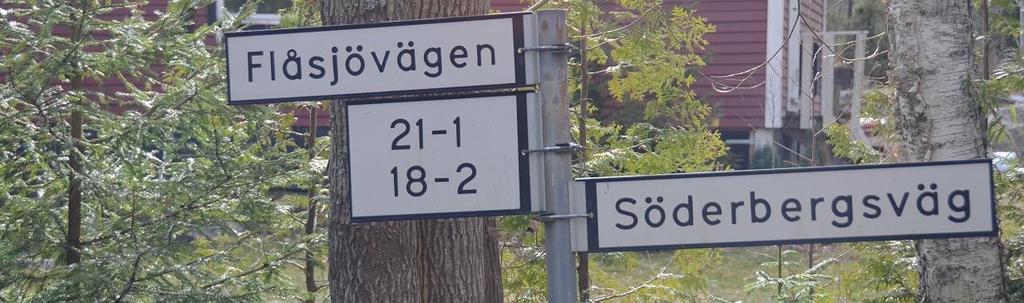 Flåsjövägen
21-1
18-2
Söderbergsväg